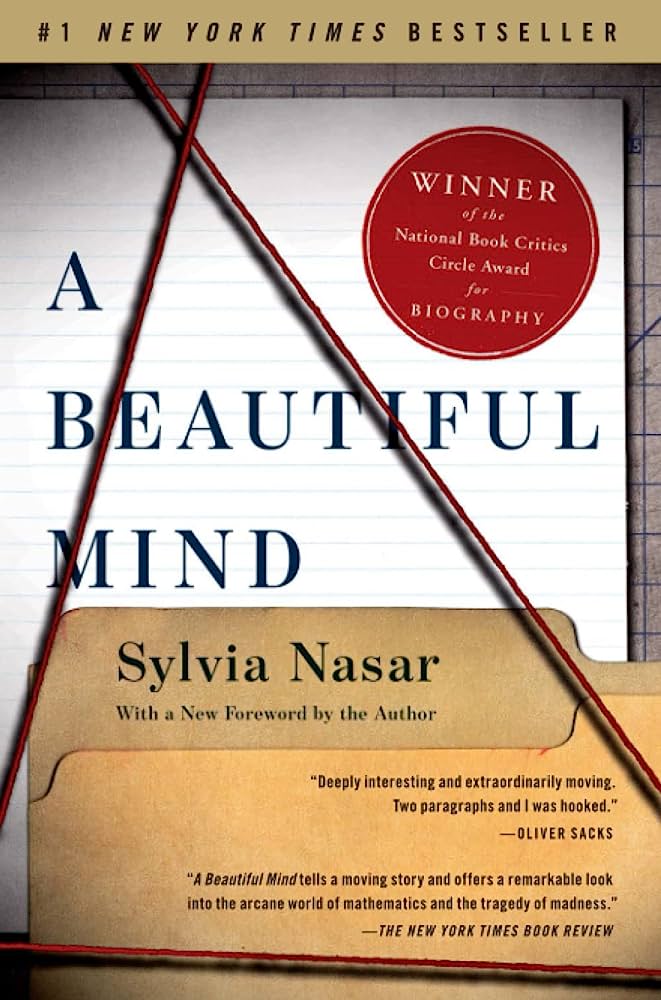 #1 NEW YORK TIMES BESTSELLER
WINNER
of the
National Book Critics
Circle Award
for
BIOGRAPHY
A
BEAUTIFUL
MIND
Sylvia Nasar
With a New Foreword by the Author
“Deeply interesting and extraordinarily moving.
Two paragraphs and I was hooked.”
—OLIVER SACKS
“A Beautiful Mind tells a moving story and offers a remarkable look
into the arcane world of mathematics and the tragedy of madness.”
—THE NEW YORK TIMES BOOK REVIEW